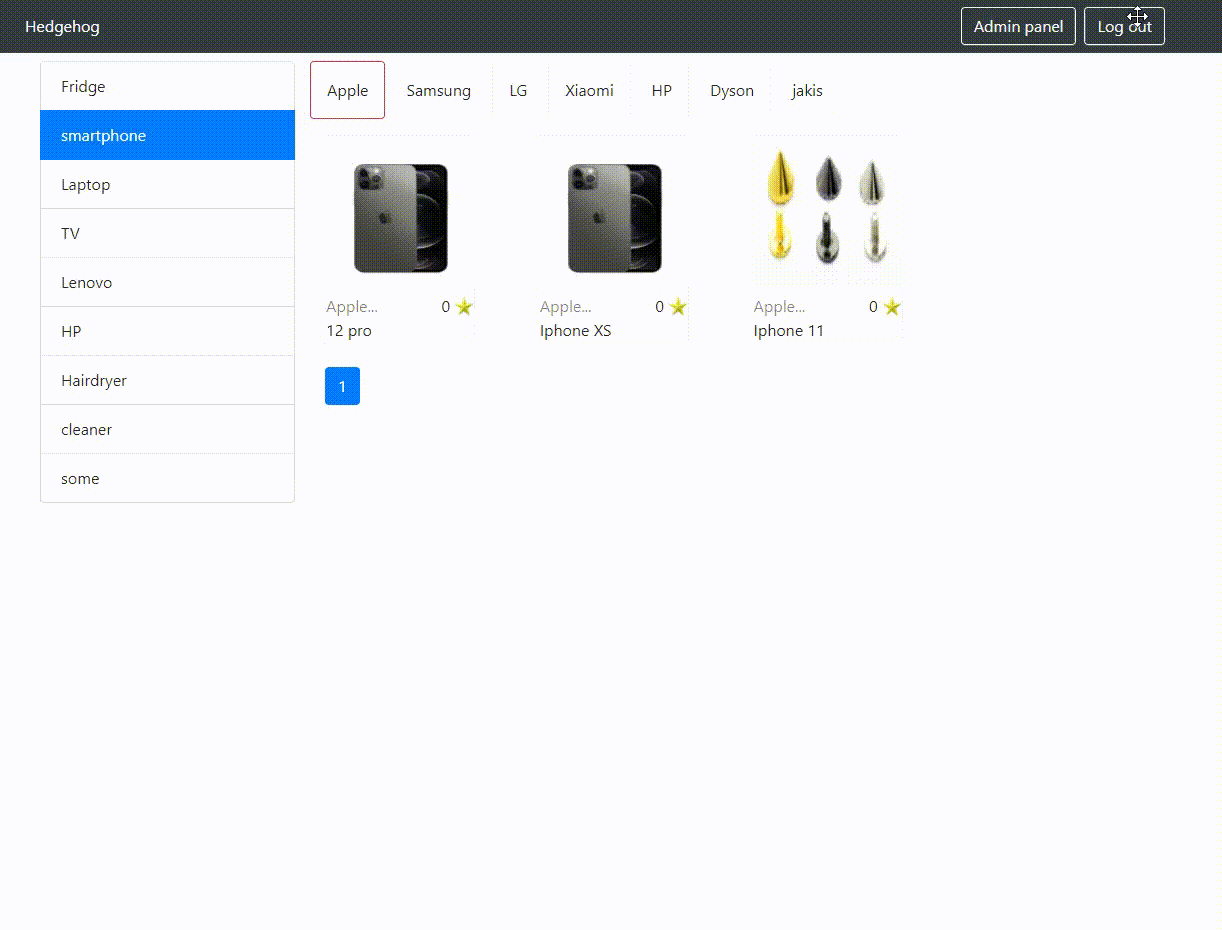 Hedgehog
Admin panel
Log out
Fridge
smartphone
Laptop
TV
Lenovo
HP
Hairdryer
cleaner
some
Apple
Samsung
LG
Xiaomi
HP
Dyson
jakis
Apple... 0
12 pro
Apple... 0
Iphone XS
Apple... 0
Iphone 11
1